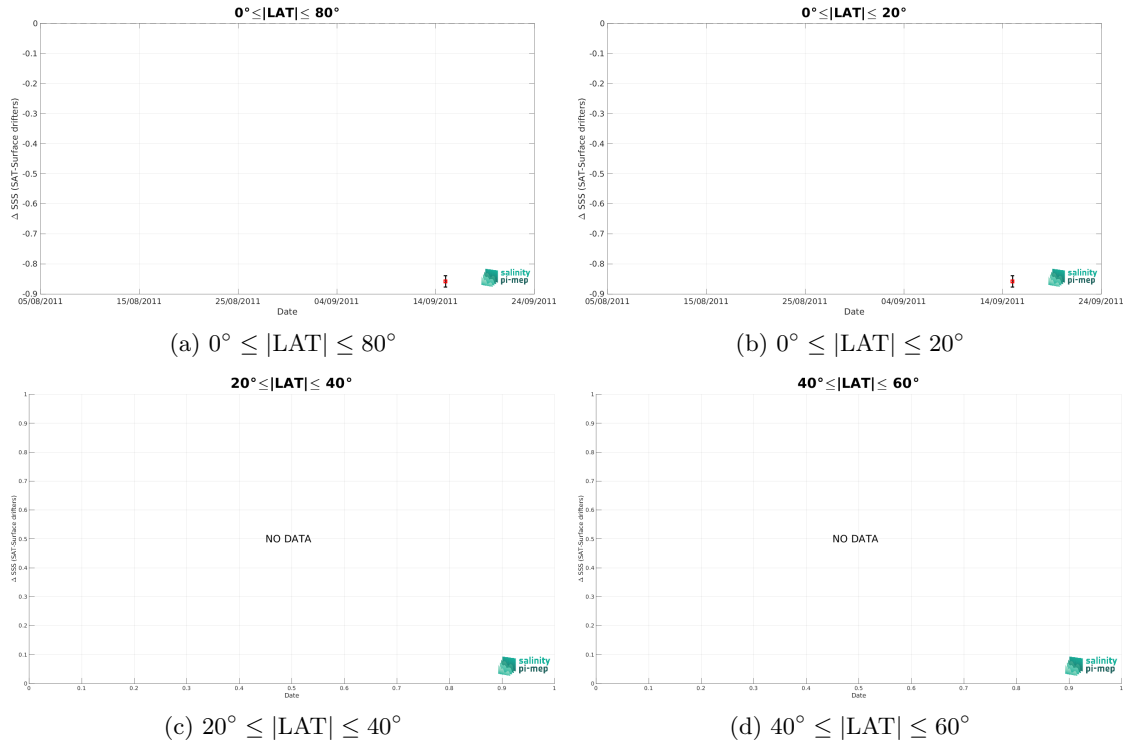 0°≤|LAT|≤ 80°
0
-0.1
-0.2
-0.3
-0.4
-0.5
-0.6
-0.7
-0.8
-0.9
Δ SSS (SAT-Surface drifters)
05/08/2011 15/08/2011 25/08/2011 04/09/2011 14/09/2011 24/09/2011
Date
salinity
pi-mep
(a) 0° ≤ |LAT| ≤ 80°
0°≤|LAT|≤ 20°
0
-0.1
-0.2
-0.3
-0.4
-0.5
-0.6
-0.7
-0.8
-0.9
Δ SSS (SAT-Surface drifters)
05/08/2011 15/08/2011 25/08/2011 04/09/2011 14/09/2011 24/09/2011
Date
salinity
pi-mep
(b) 0° ≤ |LAT| ≤ 20°
20°≤|LAT|≤ 40°
1
0.9
0.8
0.7
0.6
0.5
0.4
0.3
0.2
0.1
0
Δ SSS (SAT-Surface drifters)
NO DATA
0 0.1 0.2 0.3 0.4 0.5 0.6 0.7 0.8 0.9 1
Date
salinity
pi-mep
(c) 20° ≤ |LAT| ≤ 40°
40°≤|LAT|≤ 60°
1
0.9
0.8
0.7
0.6
0.5
0.4
0.3
0.2
0.1
0
Δ SSS (SAT-Surface drifters)
NO DATA
0 0.1 0.2 0.3 0.4 0.5 0.6 0.7 0.8 0.9 1
Date
salinity
pi-mep
(d) 40° ≤ |LAT| ≤ 60°